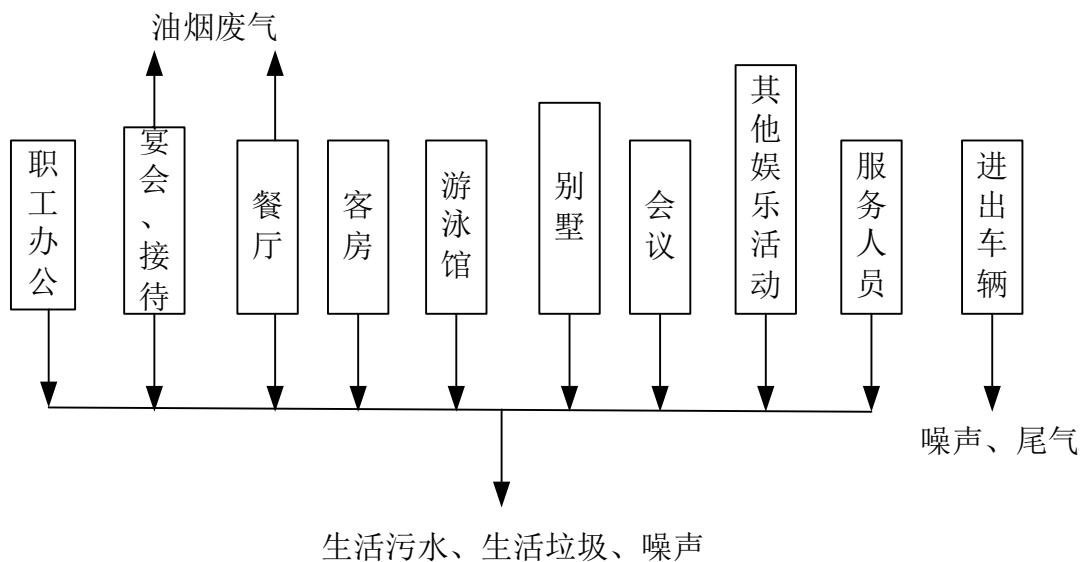 油烟废气
职工办公
宴会、接待
餐厅
客房
游泳馆
别墅
会议
其他娱乐活动
服务人员
进出车辆
噪声、尾气
生活污水、生活垃圾、噪声